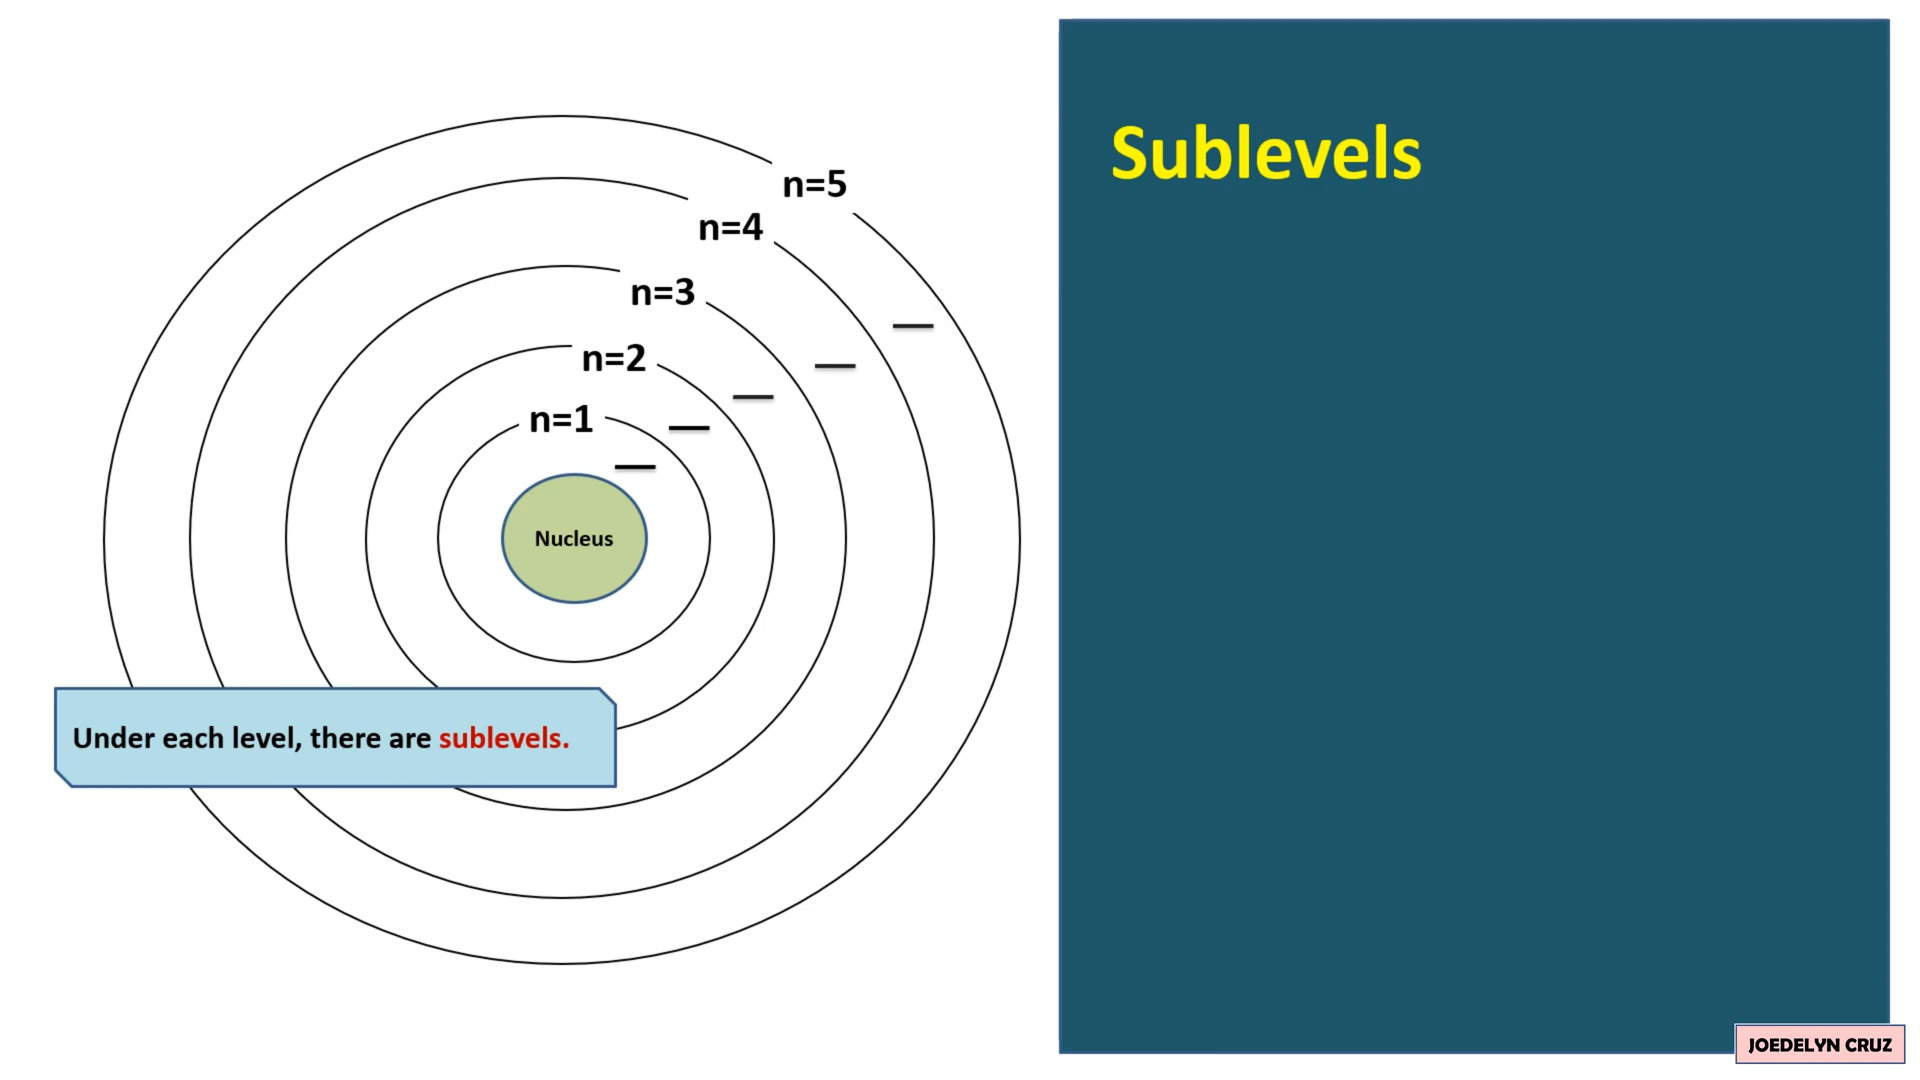 Sublevels
n=5
n=4
n=3
n=2
n=1
Nucleus
Under each level, there are sublevels.
JOEDELYN CRUZ